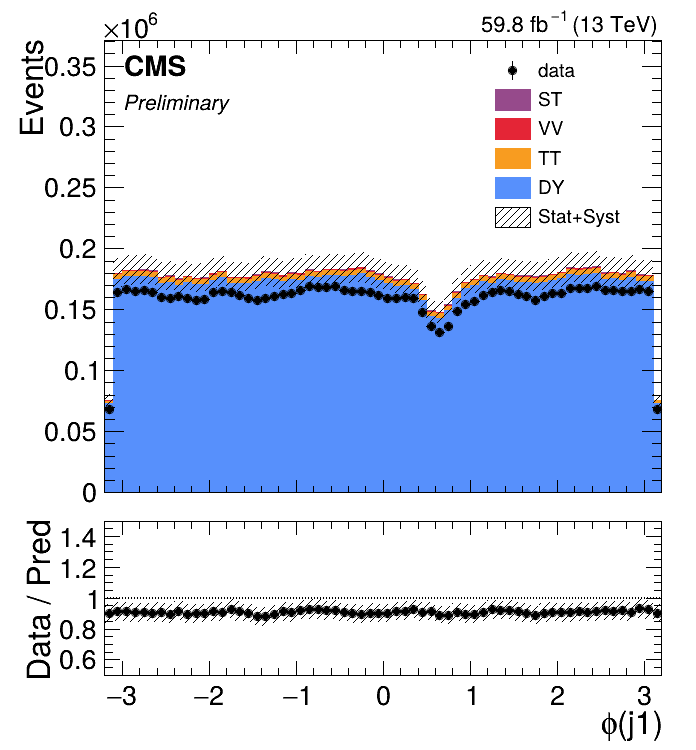 ×10⁶
59.8 fb⁻¹ (13 TeV)
Events
CMS
Preliminary
data
ST
VV
TT
DY
Stat+Syst
0.35
0.3
0.25
0.2
0.15
0.1
0.05
0
Data / Pred
1.4
1.2
1
0.8
0.6
−3 −2 −1 0 1 2 3
ϕ(j1)